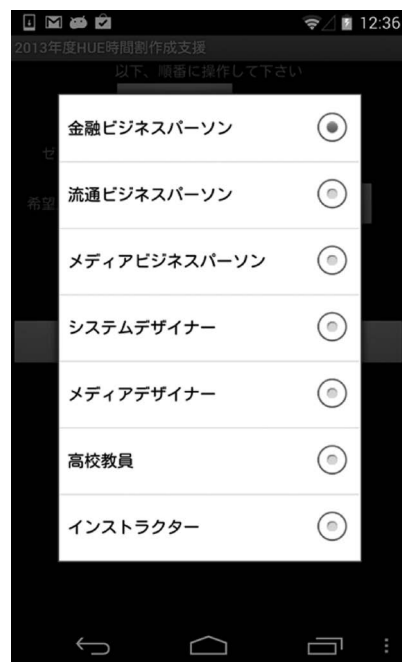 12:36
2013年度HUE時間割作成支援
以下、順番に操作して下さい
金融ビジネスパーソン
ゼ
流通ビジネスパーソン
希望
メディアビジネスパーソン
システムデザイナー
メディアデザイナー
高校教員
インストラクター